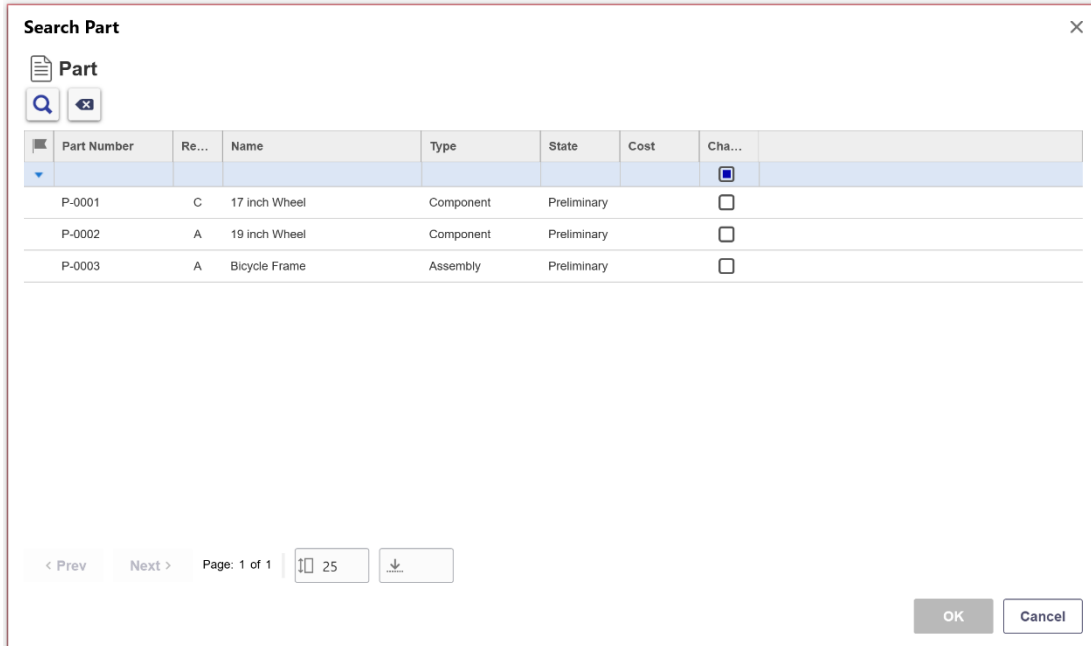 Search Part
Part
Part Number Re... Name Type State Cost Cha...
P-0001 C 17 inch Wheel Component Preliminary
P-0002 A 19 inch Wheel Component Preliminary
P-0003 A Bicycle Frame Assembly Preliminary
< Prev Next > Page: 1 of 1 25
OK Cancel